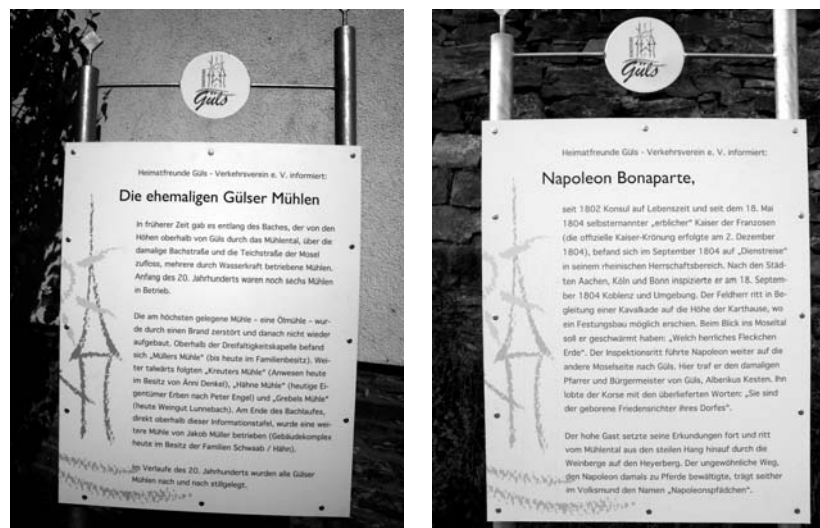 Güls
Heimatfreunde Güls - Verkehrsverein e. V. informiert:
Die ehemaligen Gülser Mühlen
In früherer Zeit gab es entlang des Baches, der von den
Höhen oberhalb von Güls durch das Mühlental, über die
damalige Bachstraße und die Teichstraße der Mosel
zufloss, mehrere durch Wasserkraft betriebene Mühlen.
Anfang des 20. Jahrhunderts waren noch sechs Mühlen
in Betrieb.
Die am höchsten gelegene Mühle – eine Ölmühle – wur-
de durch einen Brand zerstört und danach nicht wieder
aufgebaut. Oberhalb der Dreifaltigkeitskapelle befand
sich „Müllers Mühle“ (bis heute im Familienbesitz). Wei-
ter talwärts folgten „Kreuters Mühle“ (Anwesen heute
im Besitz von Änni Denkel), „Hähne Mühle“ (heutige Ei-
gentümer Erben nach Peter Engel) und „Grebels Mühle“
(heute Weingut Lunnebach). Am Ende des Bachlaufes,
direkt oberhalb dieser Informationstafel, wurde eine wei-
tere Mühle von Jakob Müller betrieben (Gebäudekomplex
heute im Besitz der Familien Schwaab / Hähn).
Im Verlaufe des 20. Jahrhunderts wurden alle Gülser
Mühlen nach und nach stillgelegt.
Güls
Heimatfreunde Güls - Verkehrsverein e. V. informiert:
Napoleon Bonaparte,
seit 1802 Konsul auf Lebenszeit und seit dem 18. Mai
1804 selbsternannter „erblicher“ Kaiser der Franzosen
(die offizielle Kaiser-Krönung erfolgte am 2. Dezember
1804), befand sich im September 1804 auf „Dienstreise“
in seinem rheinischen Herrschaftsbereich. Nach den Städ-
ten Aachen, Köln und Bonn inspizierte er am 18. Septem-
ber 1804 Koblenz und Umgebung. Der Feldherr ritt in Be-
gleitung einer Kavalkade auf die Höhe der Karthause, wo
ein Festungsbau möglich erschien. Beim Blick ins Moseltal
soll er geschwärmt haben: „Welch herrliches Fleckchen
Erde“. Der Inspektionsritt führte Napoleon weiter auf die
andere Moselseite nach Güls. Hier traf er den damaligen
Pfarrer und Bürgermeister von Güls, Alberikus Kesten. Ihn
lobte der Korse mit den überlieferten Worten: „Sie sind
der geborene Friedensrichter ihres Dorfes“.
Der hohe Gast setzte seine Erkundungen fort und ritt
vom Mühlental aus den steilen Hang hinauf durch die
Weinberge auf den Heyerberg. Der ungewöhnliche Weg,
den Napoleon damals zu Pferde bewältigte, trägt seither
im Volksmund den Namen „Napoleonspfädchen“.